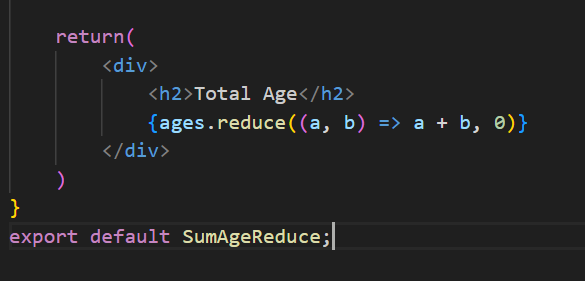 return(
<div>
<h2>Total Age</h2>
{ages.reduce((a, b) => a + b, 0)}
</div>
)
}
export default SumAgeReduce;